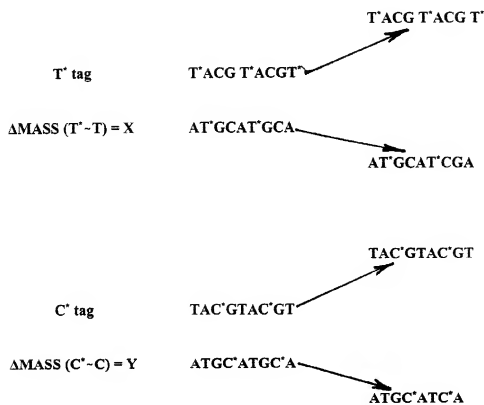 T*ACG T*ACG T*
T* tag
T*ACG T*ACGT*
ΔMASS (T*~T) = X
AT*GCAT*GCA
AT*GCAT*CGA
TAC*GTAC*GT
C* tag
TAC*GTAC*GT
ΔMASS (C*~C) = Y
ATGC*ATGC*A
ATGC*ATC*A